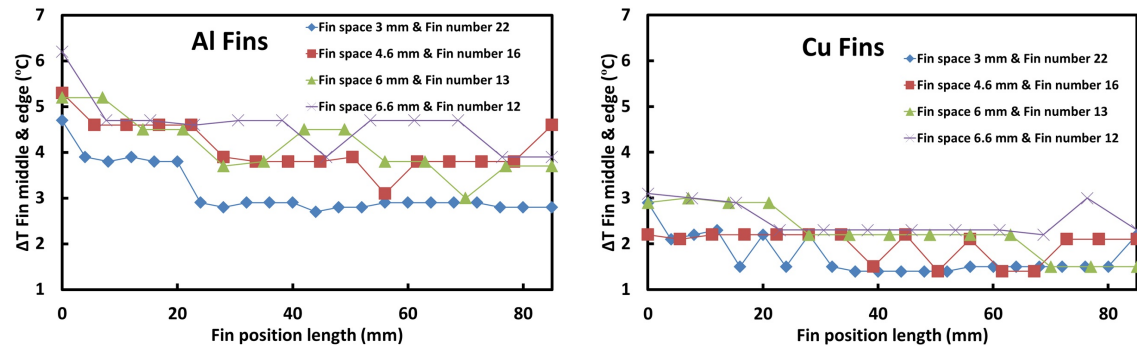 Al Fins
Fin space 3 mm & Fin number 22
Fin space 4.6 mm & Fin number 16
Fin space 6 mm & Fin number 13
Fin space 6.6 mm & Fin number 12
ΔT Fin middle & edge (°C)
7
6
5
4
3
2
1
0
20
40
60
80
Fin position length (mm)
Cu Fins
Fin space 3 mm & Fin number 22
Fin space 4.6 mm & Fin number 16
Fin space 6 mm & Fin number 13
Fin space 6.6 mm & Fin number 12
ΔT Fin middle & edge (°C)
7
6
5
4
3
2
1
0
20
40
60
80
Fin position length (mm)